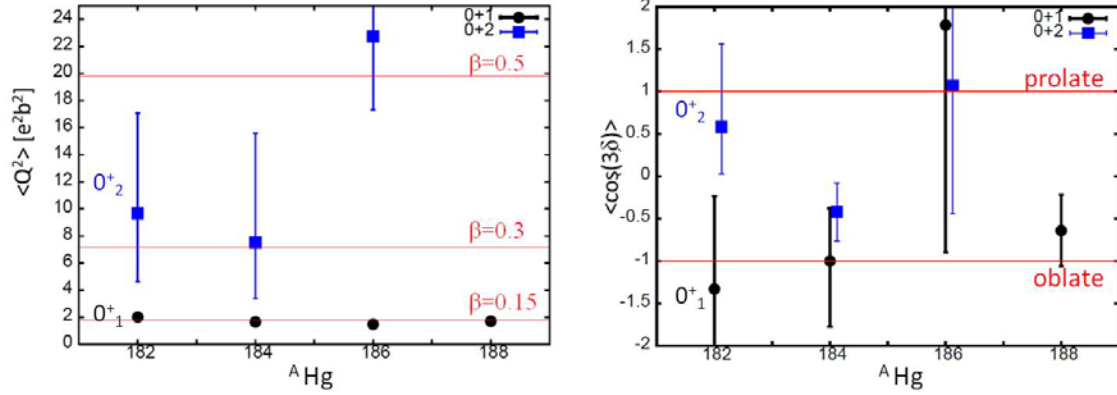 24
22
20
18
16
14
12
10
8
6
4
2
0
<Q²> [e²b²]
0+1
0+2
β=0.5
0⁺₂
β=0.3
0⁺₁
β=0.15
182 184 186 188
ᴬHg
2
1.5
1
0.5
0
-0.5
-1
-1.5
-2
<cos(3δ)>
0+1
0+2
prolate
0⁺₂
oblate
0⁺₁
182 184 186 188
ᴬHg